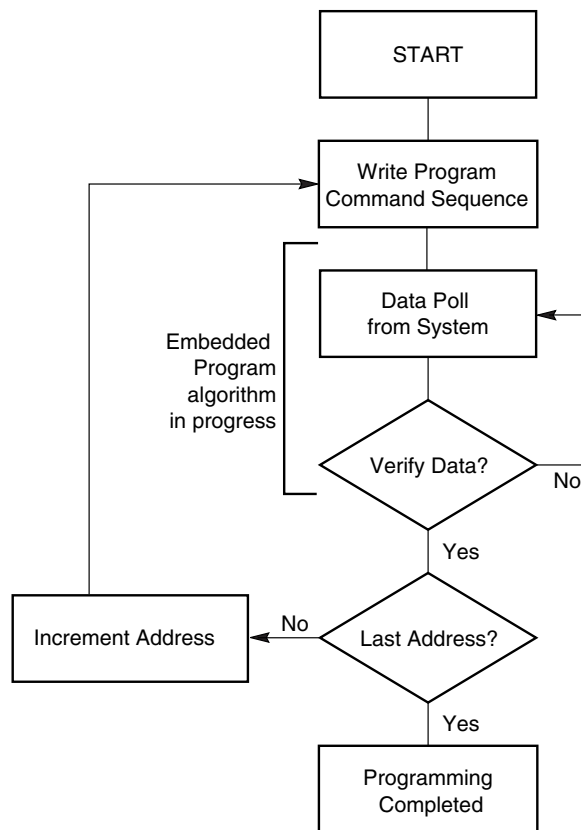 START
Write Program
Command Sequence
Data Poll
from System
Embedded
Program
algorithm
in progress
Verify Data?
No
Yes
Last Address?
No
Increment Address
Yes
Programming
Completed